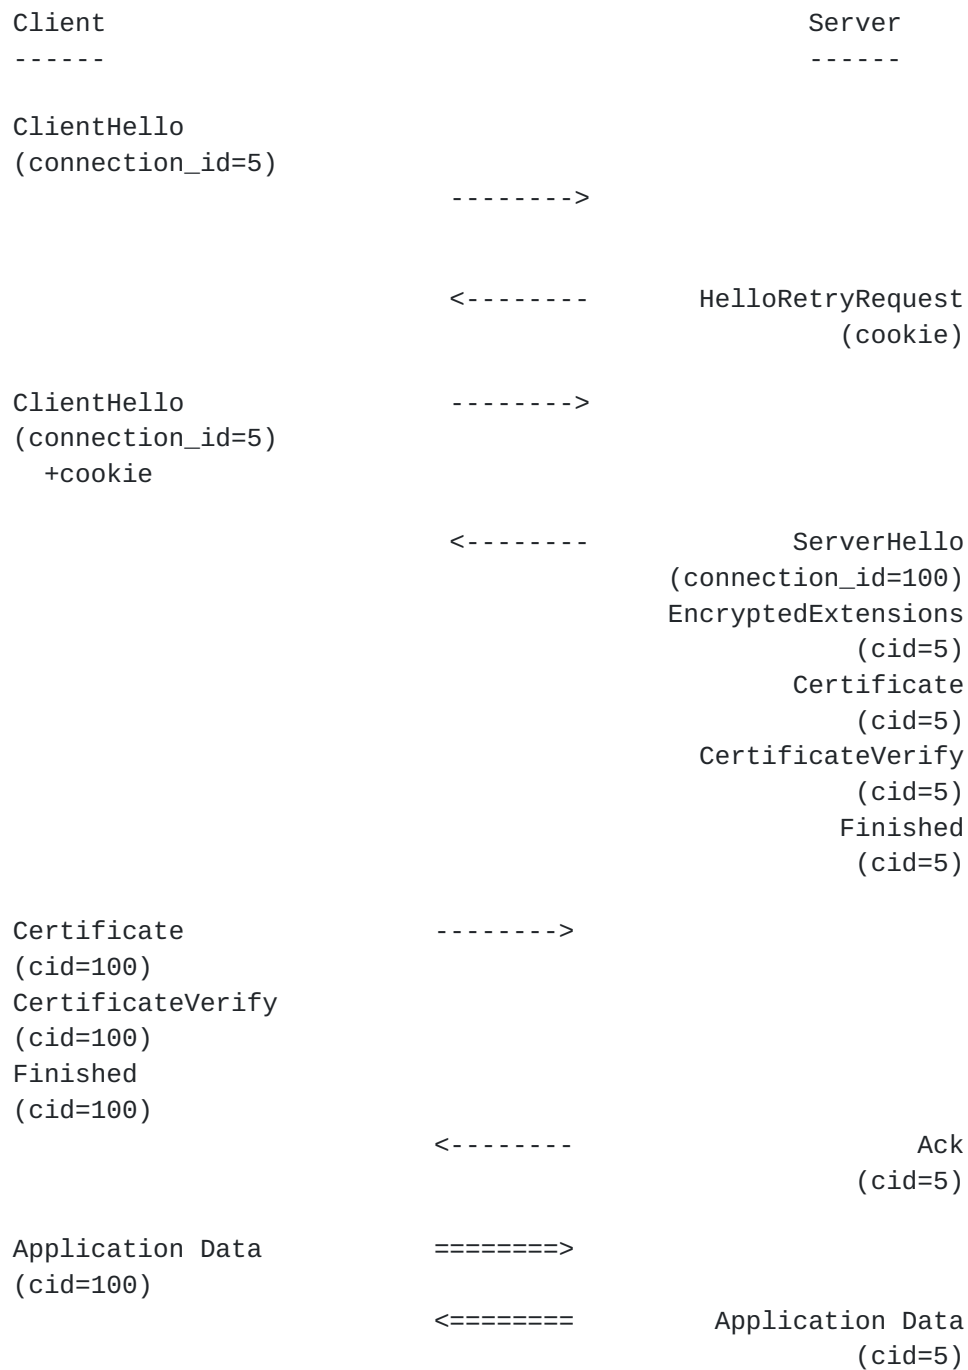 Client Server
------ ------
ClientHello
(connection_id=5)
-------->
<-------- HelloRetryRequest
(cookie)
ClientHello -------->
(connection_id=5)
+cookie
<-------- ServerHello
(connection_id=100)
EncryptedExtensions
(cid=5)
Certificate
(cid=5)
CertificateVerify
(cid=5)
Finished
(cid=5)
Certificate -------->
(cid=100)
CertificateVerify
(cid=100)
Finished
(cid=100)
<-------- Ack
(cid=5)
Application Data ========>
(cid=100)
<======== Application Data
(cid=5)